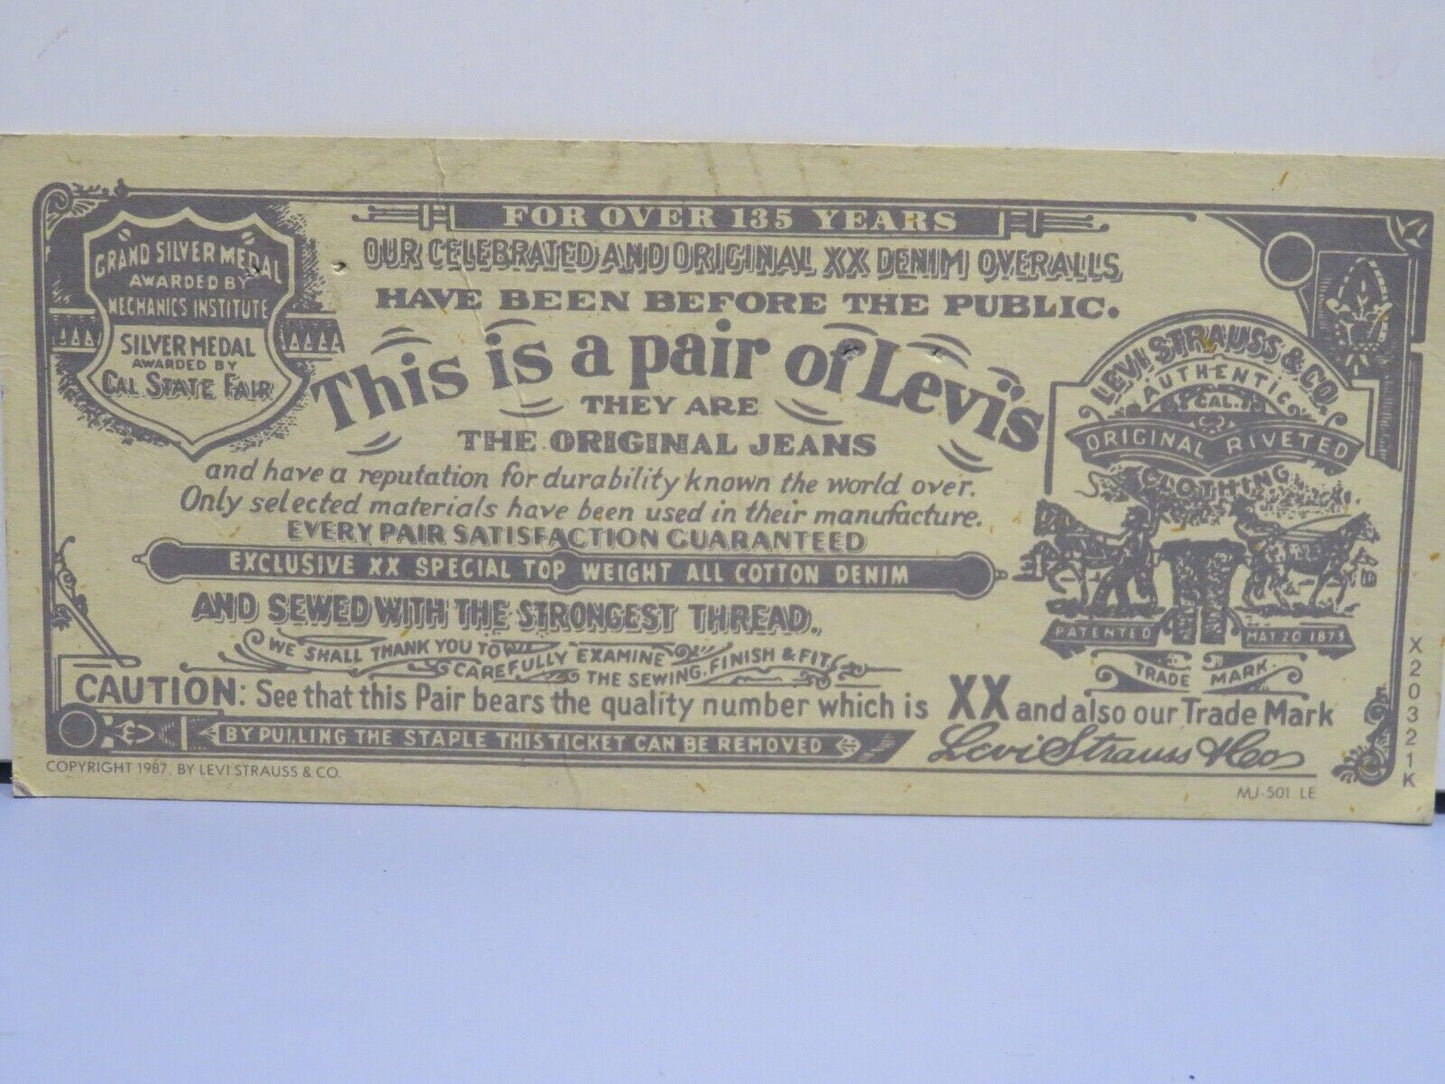 FOR OVER 135 YEARS
OUR CELEBRATED AND ORIGINAL XX DENIM OVERALLS
HAVE BEEN BEFORE THE PUBLIC.
This is a pair of Levi's
THEY ARE
THE ORIGINAL JEANS
and have a reputation for durability known the world over.
Only selected materials have been used in their manufacture.
EVERY PAIR SATISFACTION GUARANTEED
EXCLUSIVE XX SPECIAL TOP WEIGHT ALL COTTON DENIM
AND SEWED WITH THE STRONGEST THREAD.
WE SHALL THANK YOU TO
CAREFULLY EXAMINE
THE SEWING, FINISH & FIT
CAUTION: See that this Pair bears the quality number which is XX and also our Trade Mark
BY PULLING THE STAPLE THIS TICKET CAN BE REMOVED
Levi Strauss & Co
COPYRIGHT 1987, BY LEVI STRAUSS & CO.
MJ-501 LE
GRAND SILVER MEDAL
AWARDED BY
MECHANICS INSTITUTE
SILVER MEDAL
AWARDED BY
CAL STATE FAIR
LEVI STRAUSS & CO.
AUTHENTIC
CAL.
ORIGINAL RIVETED
CLOTHING
PATENTED MAY 20 1873
TRADE MARK.
X20321K